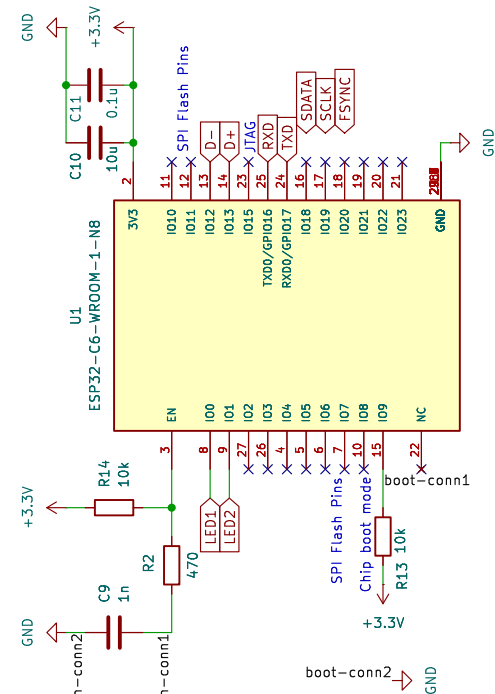 GND
+3.3V
C11
0.1u
C10
10u
SPI Flash Pins
D-
D+
JTAG
RXD
TXD
SDATA
SCLK
FSYNC
GND
2
11
12
13
14
23
25
24
16
17
18
19
20
21
3V3
IO10
IO11
IO12
IO13
IO15
TXD0/GPIO16
RXD0/GPIO17
IO18
IO19
IO20
IO21
IO22
IO23
GND
U1
ESP32-C6-WROOM-1-N8
EN
IO0
IO1
IO2
IO3
IO4
IO5
IO6
IO7
IO8
IO9
NC
3
8
9
27
26
4
5
6
7
10
15
22
R14
10k
+3.3V
LED1
LED2
SPI Flash Pins
Chip boot mode
boot-conn1
R13 10k
+3.3V
R2
470
C9
1n
GND
n-conn2
n-conn1
boot-conn2
GND